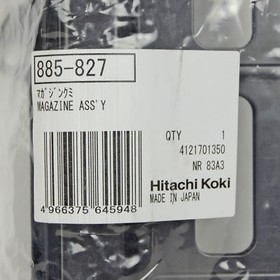 885-827
ﾏｶﾞｼﾞﾝｸﾐ
MAGAZINE ASS'Y
QTY 1
4121701350
NR 83A3
Hitachi Koki
MADE IN JAPAN
4 966375 645948